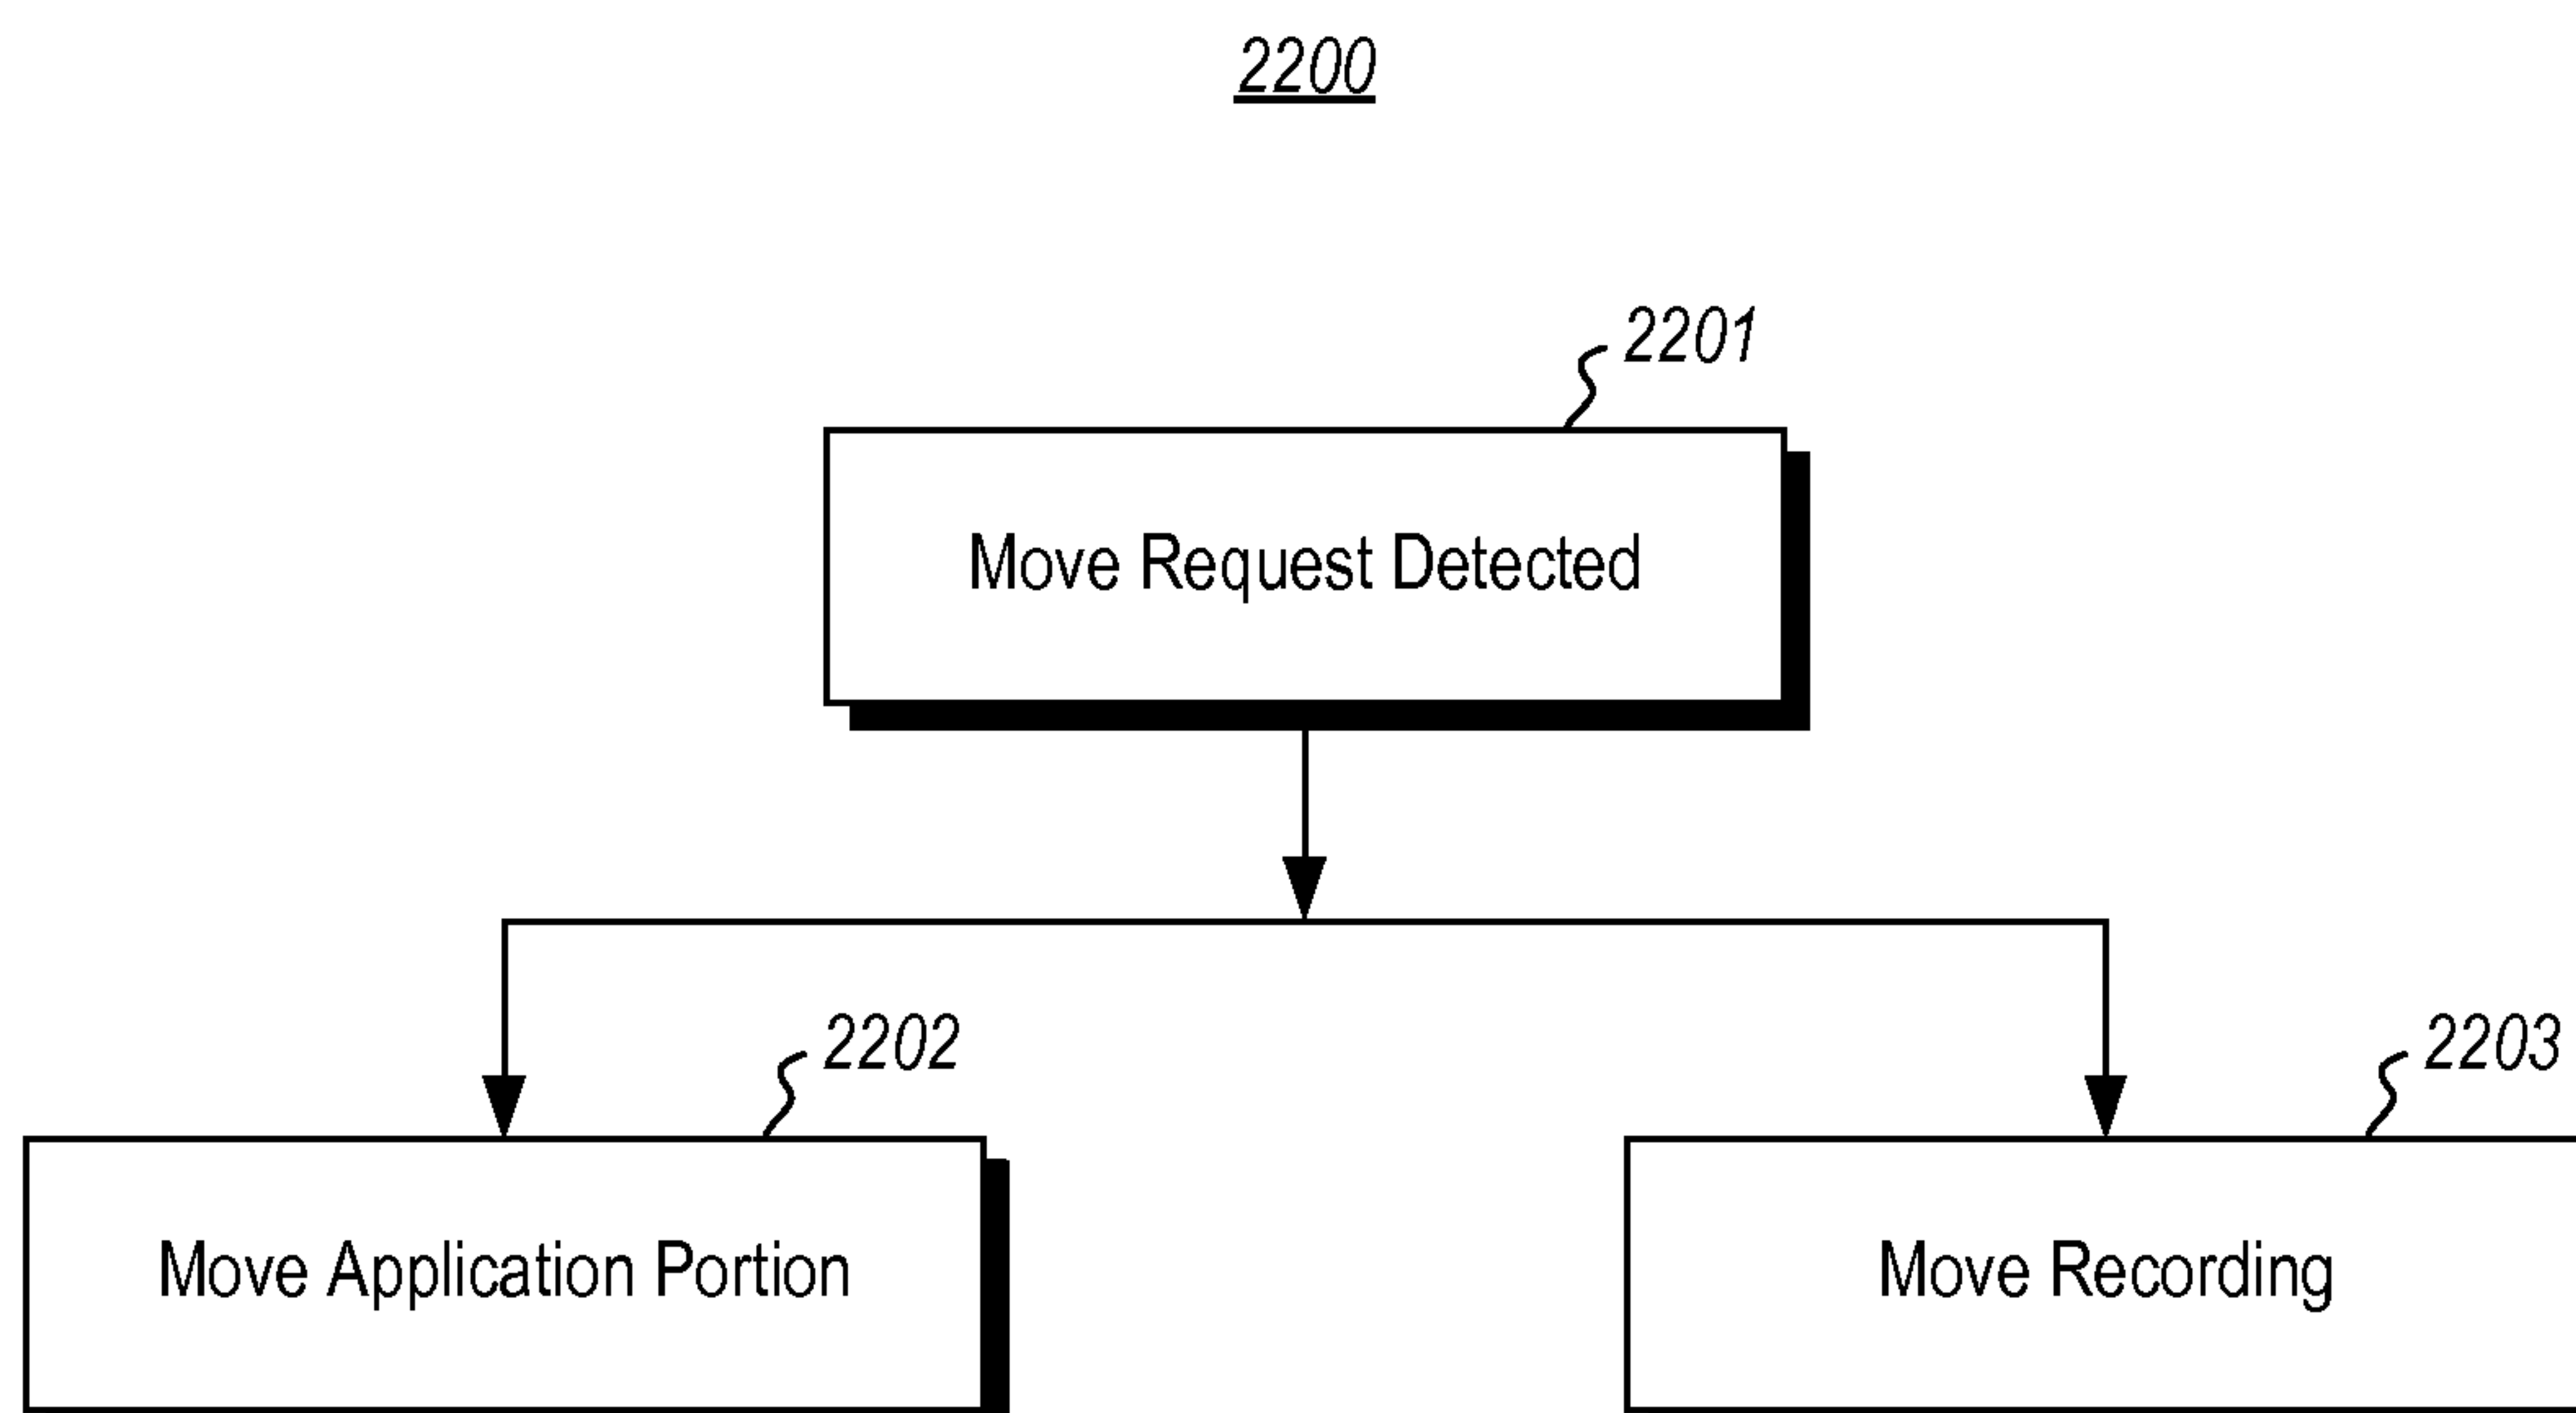 2200
2201
Move Request Detected
2202
2203
Move Application Portion
Move Recording